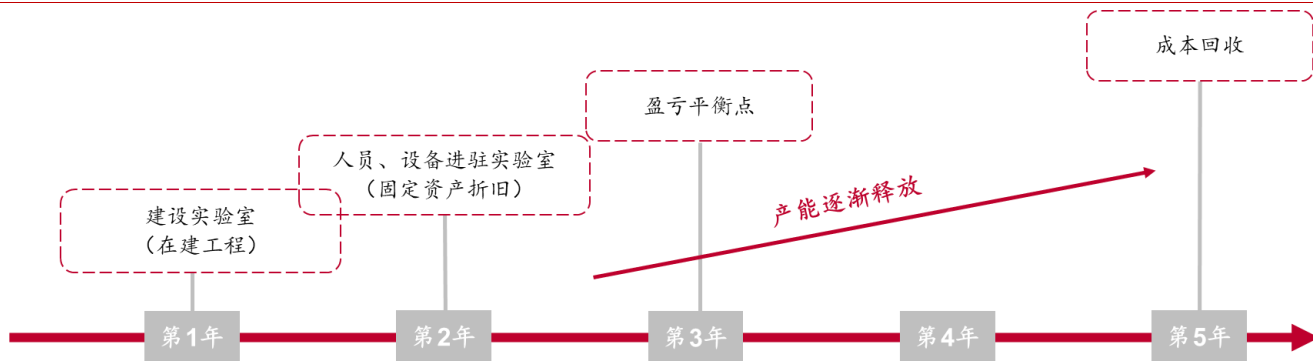 成本回收
盈亏平衡点
人员、设备进驻实验室
（固定资产折旧）
建设实验室
（在建工程）
产能逐渐释放
第1年
第2年
第3年
第4年
第5年